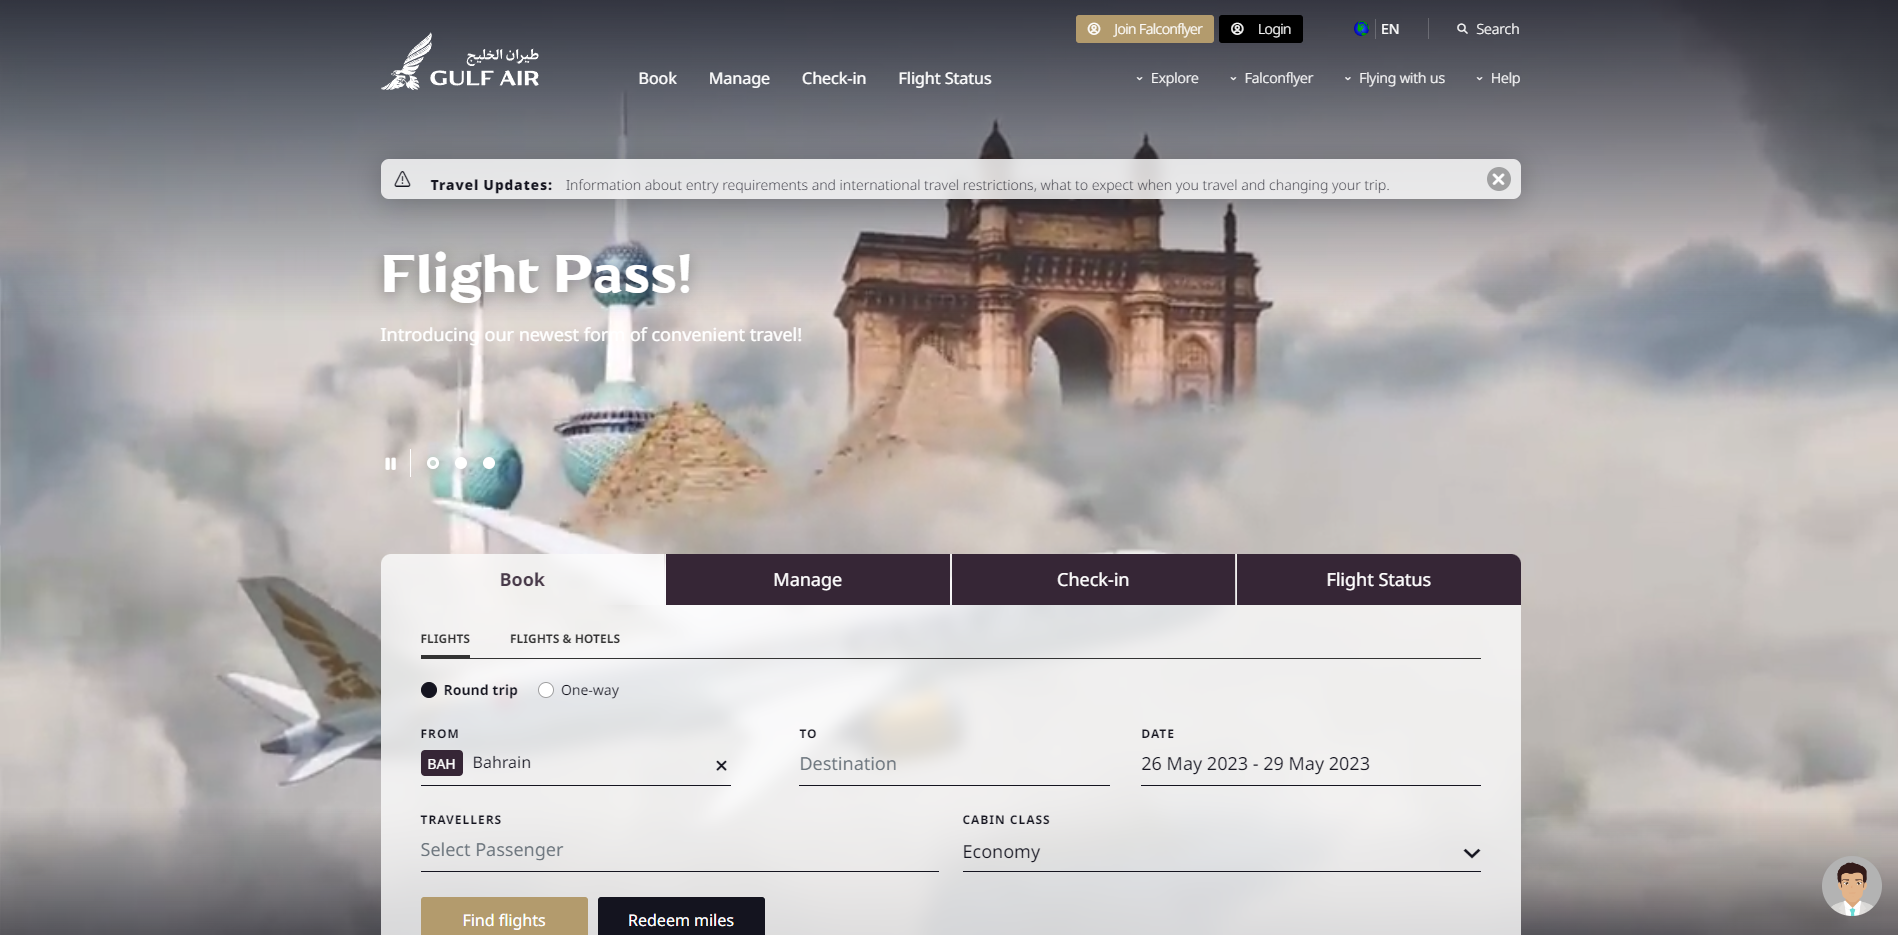 Join Falconflyer
Login
EN
Search
طيران الخليج
GULF AIR
Book
Manage
Check-in
Flight Status
Explore
Falconflyer
Flying with us
Help
Travel Updates: Information about entry requirements and international travel restrictions, what to expect when you travel and changing your trip.
Flight Pass!
Introducing our newest form of convenient travel!
Book
Manage
Check-in
Flight Status
FLIGHTS
FLIGHTS & HOTELS
Round trip
One-way
FROM
TO
DATE
BAH Bahrain
Destination
26 May 2023 - 29 May 2023
TRAVELLERS
CABIN CLASS
Select Passenger
Economy
Find flights
Redeem miles